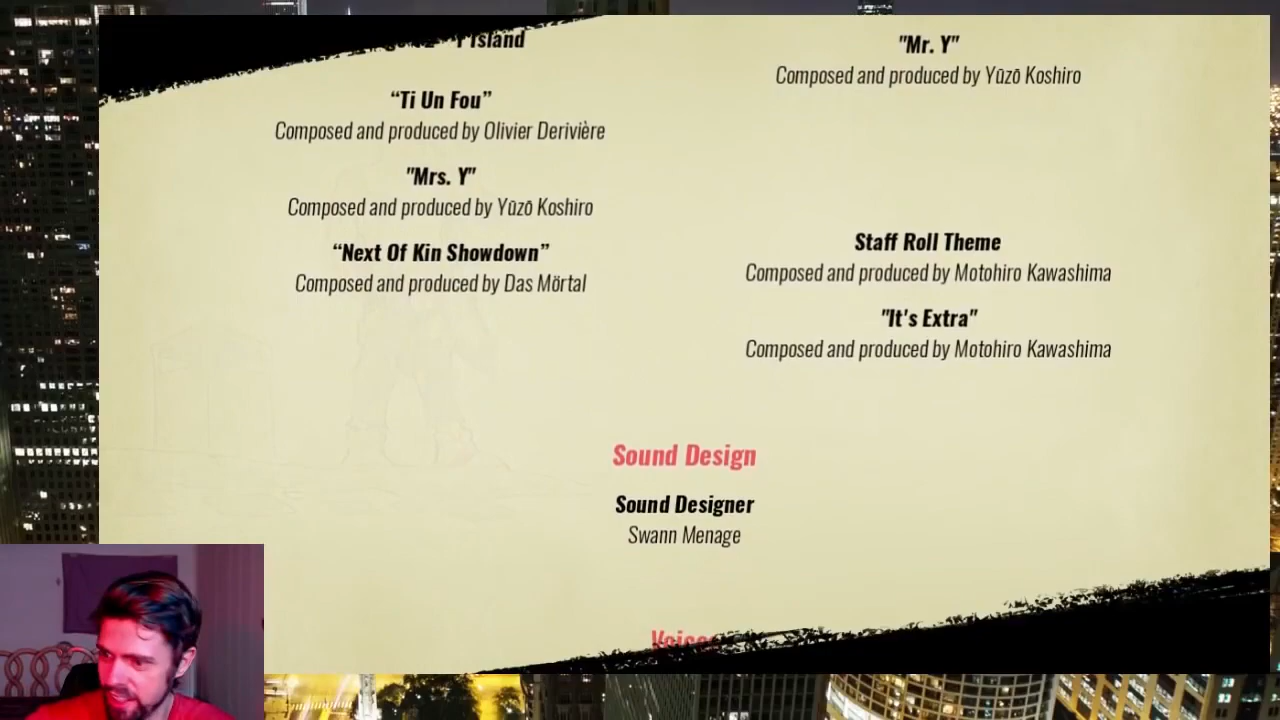 Island
“Ti Un Fou”
Composed and produced by Olivier Derivière
"Mrs. Y"
Composed and produced by Yūzō Koshiro
“Next Of Kin Showdown”
Composed and produced by Das Mörtal
"Mr. Y"
Composed and produced by Yūzō Koshiro
Staff Roll Theme
Composed and produced by Motohiro Kawashima
"It's Extra"
Composed and produced by Motohiro Kawashima
Sound Design
Sound Designer
Swann Menage